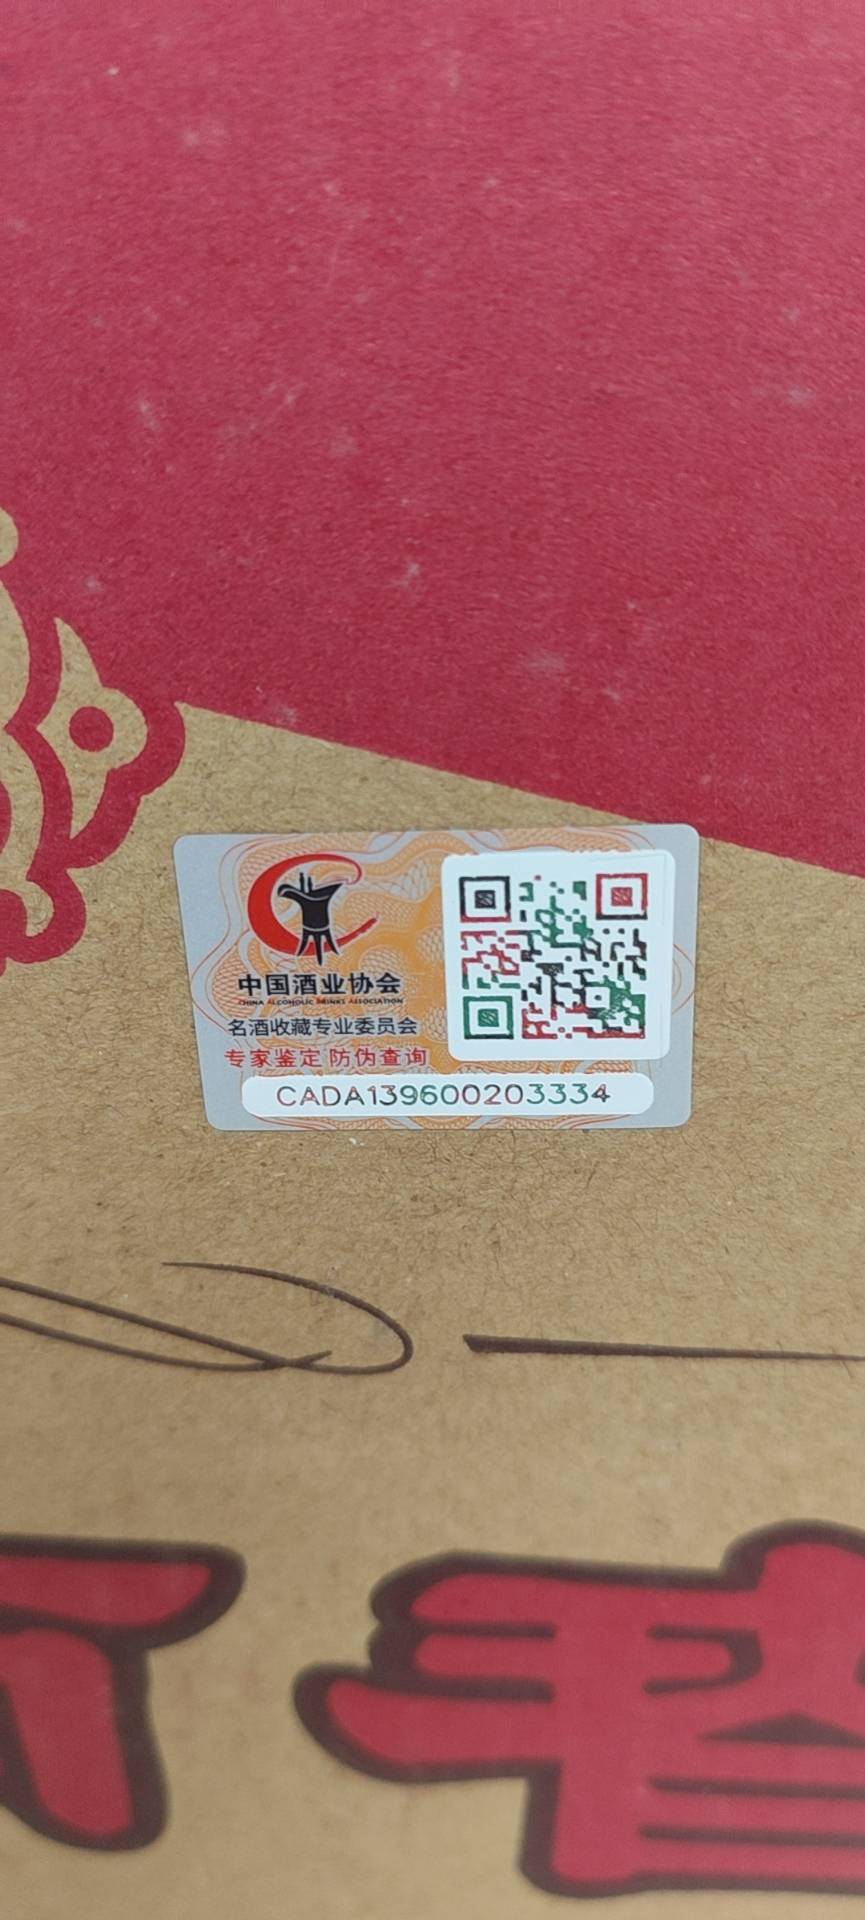 中国酒业协会
CHINA ALCOHOLIC DRINKS ASSOCIATION
名酒收藏专业委员会
专家鉴定 防伪查询
CADA139600203334